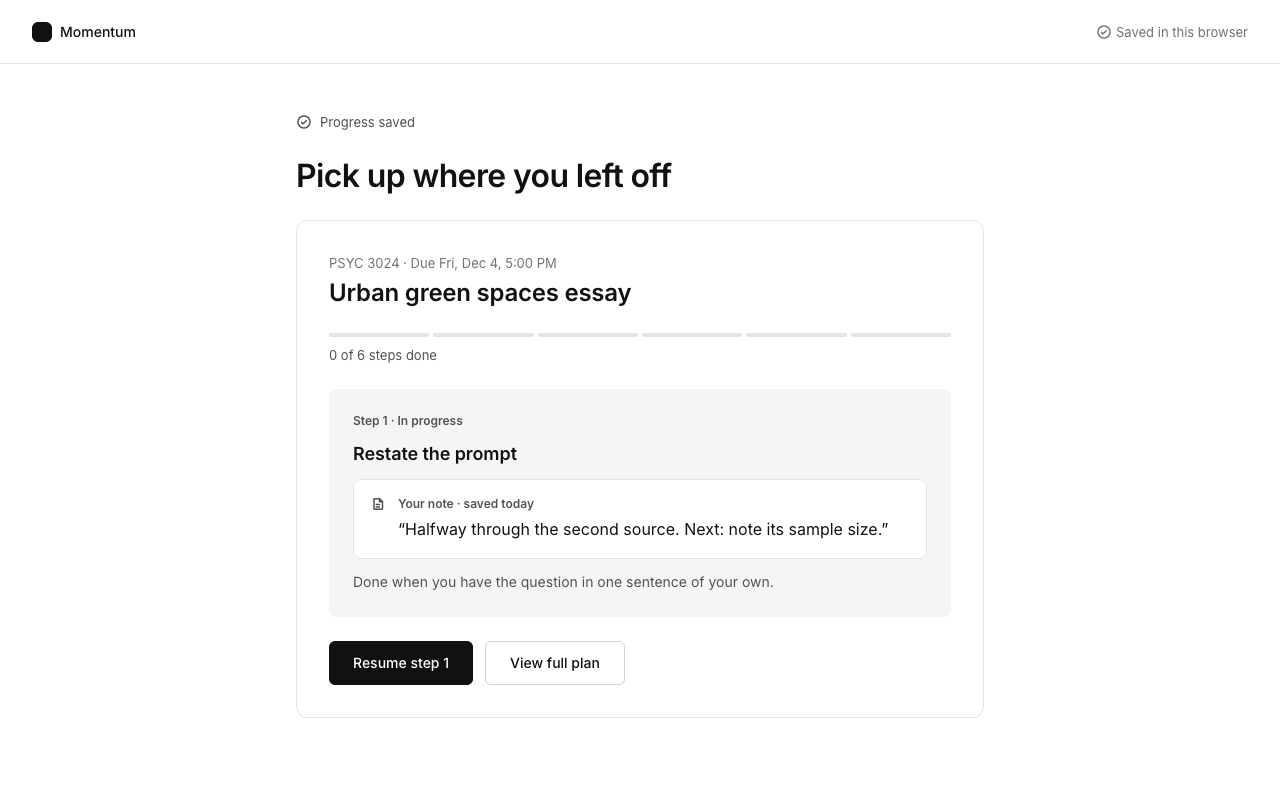 Momentum
Saved in this browser
Progress saved
Pick up where you left off
PSYC 3024 · Due Fri, Dec 4, 5:00 PM
Urban green spaces essay
0 of 6 steps done
Step 1 · In progress
Restate the prompt
Your note · saved today
“Halfway through the second source. Next: note its sample size.”
Done when you have the question in one sentence of your own.
Resume step 1
View full plan